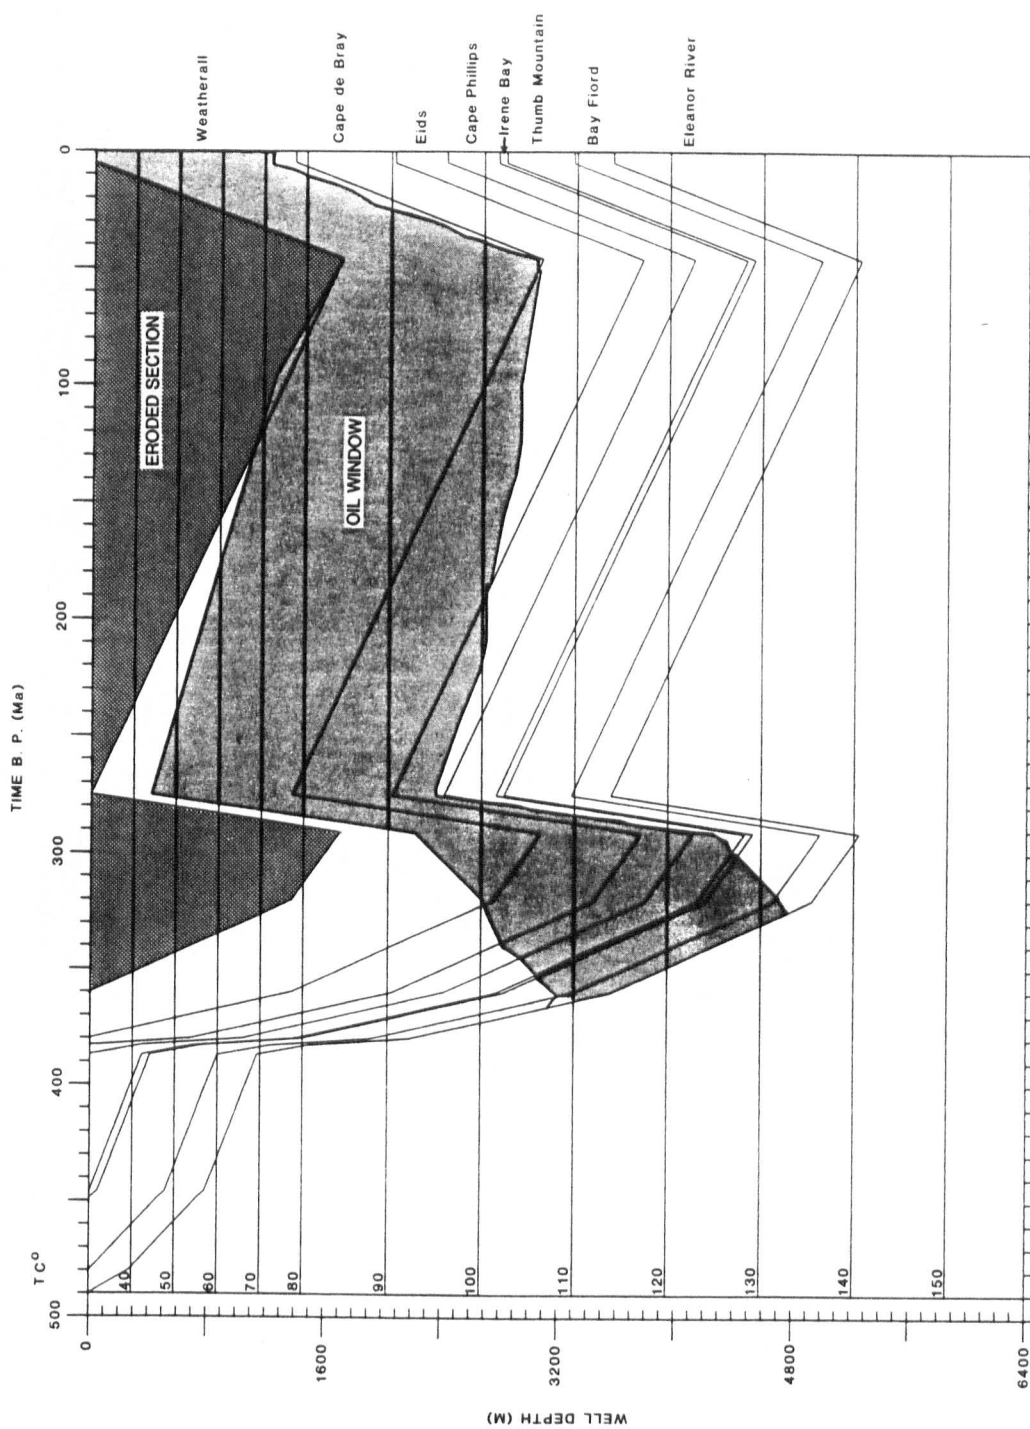 TIME B. P. (Ma)
500
400
300
200
100
0
T C°
40
50
60
70
80
90
100
110
120
130
140
150
ERODED SECTION
OIL WINDOW
Weatherall
Cape de Bray
Eids
Cape Phillips
Irene Bay
Thumb Mountain
Bay Fiord
Eleanor River
WELL DEPTH (M)
0
1600
3200
4800
6400